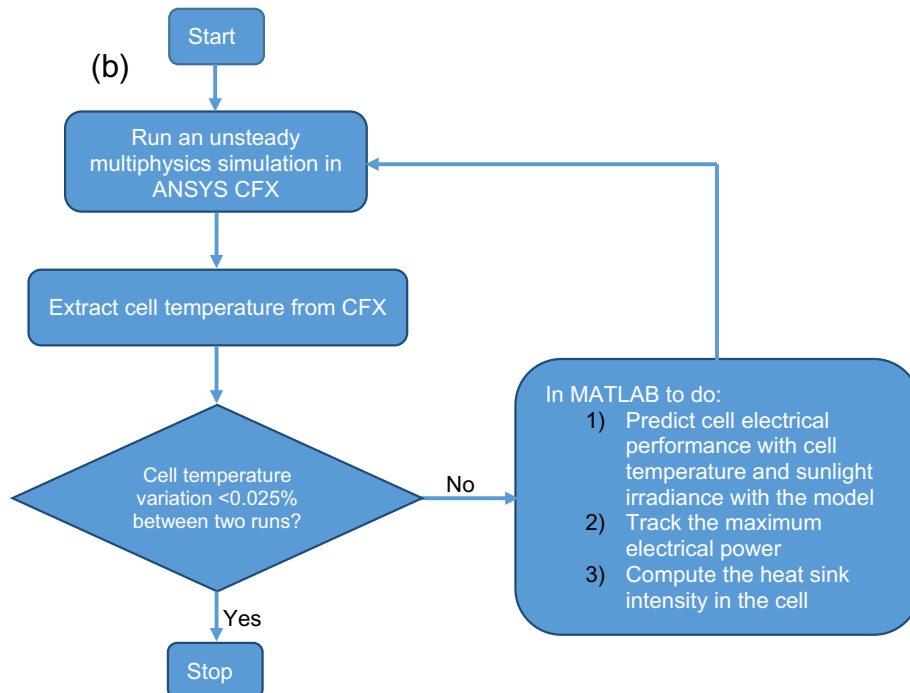 Start
(b)
Run an unsteady
multiphysics simulation in
ANSYS CFX
Extract cell temperature from CFX
Cell temperature
variation <0.025%
between two runs?
No
In MATLAB to do:
1) Predict cell electrical
performance with cell
temperature and sunlight
irradiance with the model
2) Track the maximum
electrical power
3) Compute the heat sink
intensity in the cell
Yes
Stop